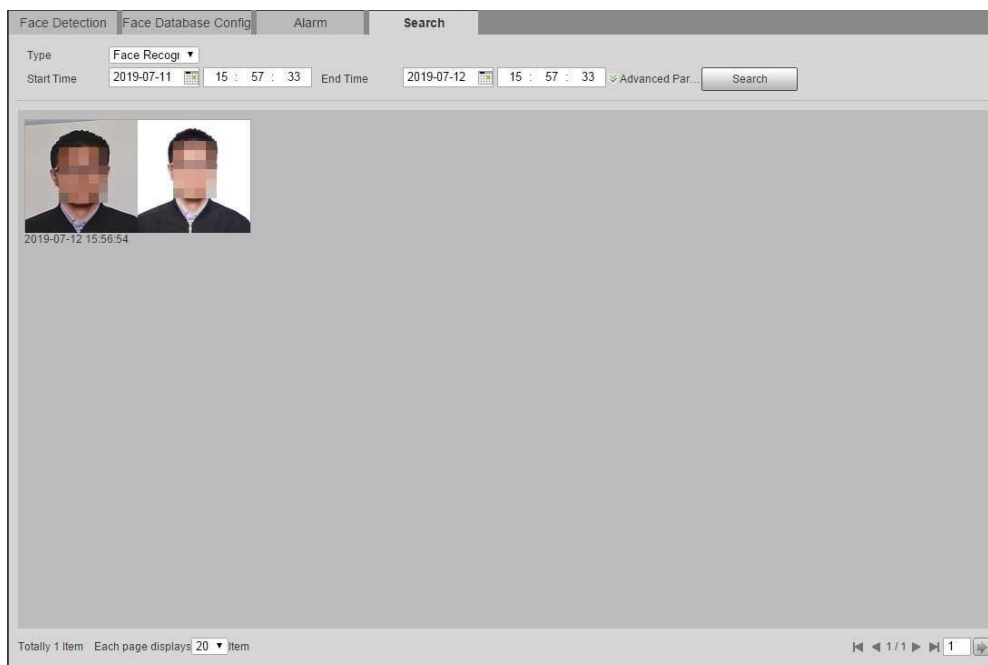 Face Detection Face Database Config Alarm Search
Type Face Recogr
Start Time 2019-07-11 15 : 57 : 33 End Time 2019-07-12 15 : 57 : 33 Advanced Par... Search
2019-07-12 15:56:54
Totally 1 Item Each page displays 20 Item 1 / 1 1